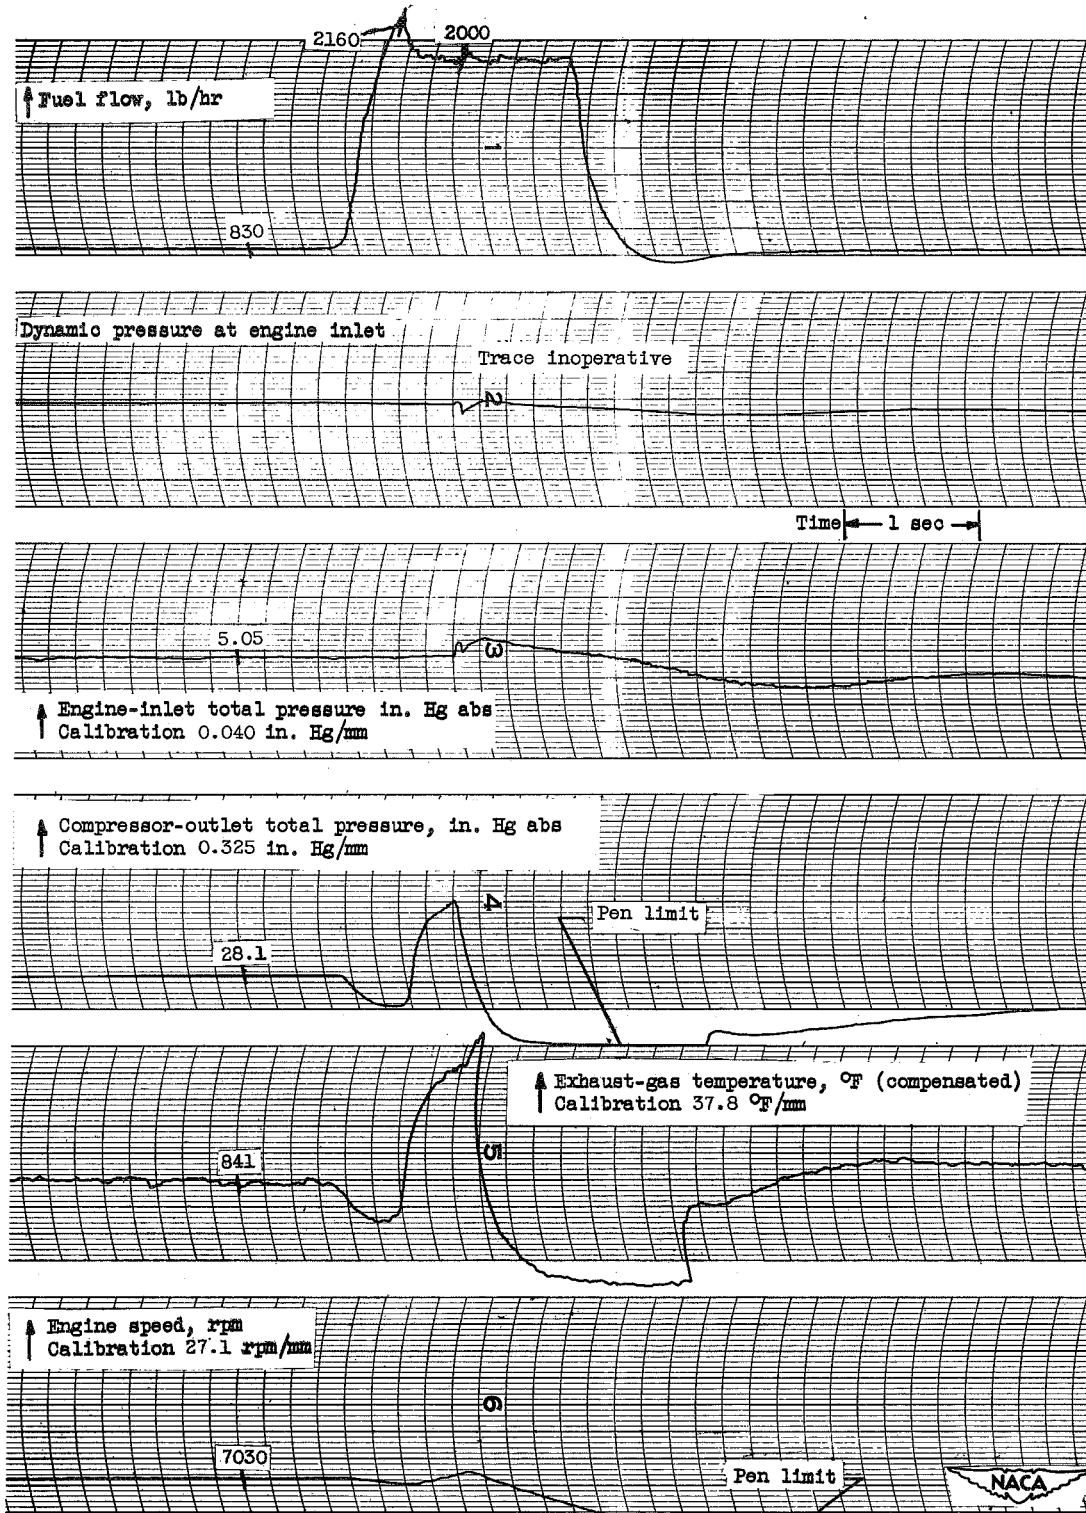 2160
2000
Fuel flow, lb/hr
1
830
Dynamic pressure at engine inlet
Trace inoperative
2
Time 1 sec
5.05
3
Engine-inlet total pressure in. Hg abs
Calibration 0.040 in. Hg/mm
Compressor-outlet total pressure, in. Hg abs
Calibration 0.325 in. Hg/mm
4
Pen limit
28.1
Exhaust-gas temperature, °F (compensated)
Calibration 37.8 °F/mm
5
841
Engine speed, rpm
Calibration 27.1 rpm/mm
6
7030
Pen limit
NACA